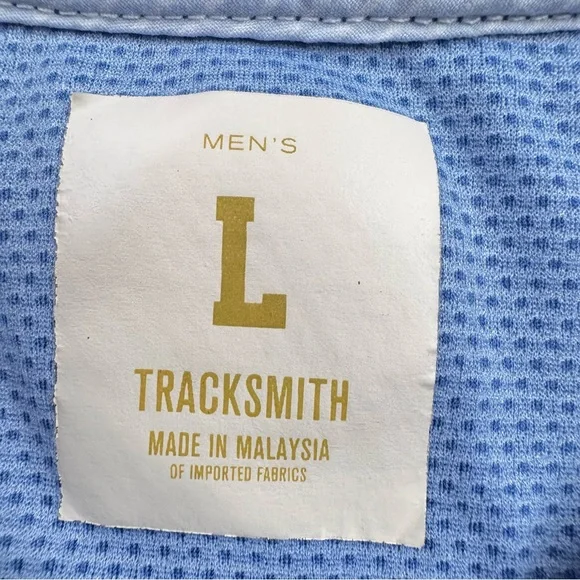 MEN'S
L
TRACKSMITH
MADE IN MALAYSIA
OF IMPORTED FABRICS